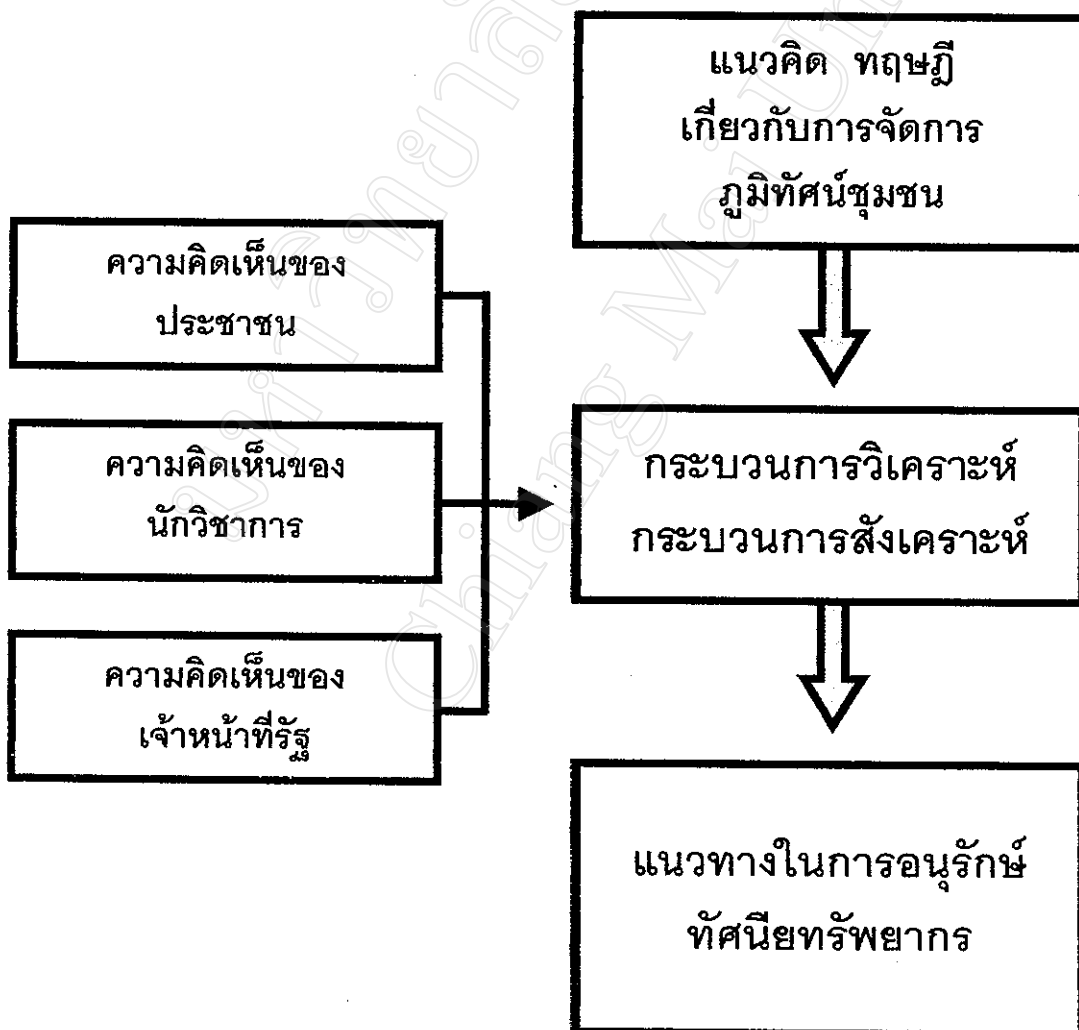 แนวคิด ทฤษฎี
เกี่ยวกับการจัดการ
ภูมิทัศน์ชุมชน
ความคิดเห็นของ
ประชาชน
ความคิดเห็นของ
นักวิชาการ
ความคิดเห็นของ
เจ้าหน้าที่รัฐ
กระบวนการวิเคราะห์
กระบวนการสังเคราะห์
แนวทางในการอนุรักษ์
ทัศนียทรัพยากร
Chiang Mai Un